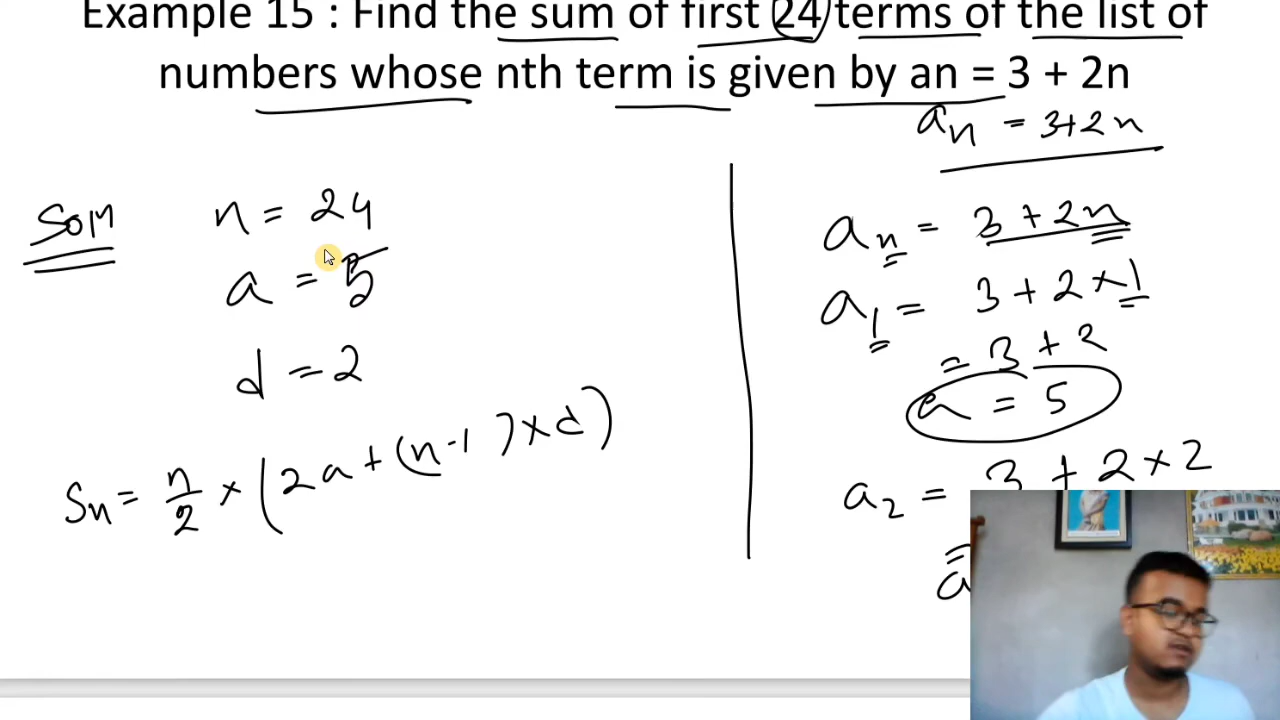 Example 15 : Find the sum of first 24 terms of the list of
numbers whose nth term is given by an = 3 + 2n
an = 3+2n
Som
n = 24
a = 5
d = 2
Sn = n/2 × (2a + (n-1) × d)
an = 3 + 2n
a1 = 3 + 2 × 1
= 3 + 2
a = 5
a2 = 3 + 2 × 2
=
a